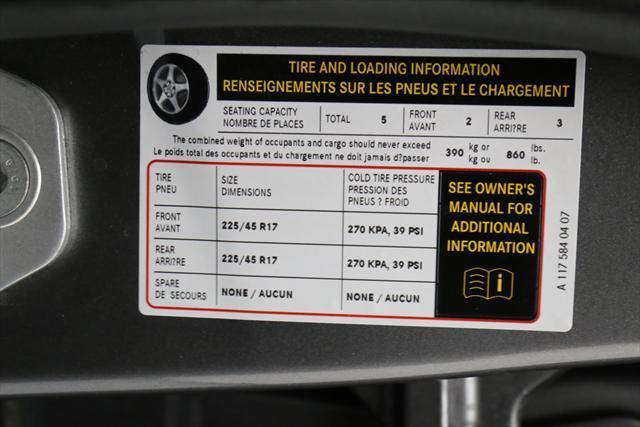 TIRE AND LOADING INFORMATION
RENSEIGNEMENTS SUR LES PNEUS ET LE CHARGEMENT
SEATING CAPACITY
NOMBRE DE PLACES
TOTAL 5
FRONT
AVANT 2
REAR
ARRI?RE 3
The combined weight of occupants and cargo should never exceed
Le poids total des occupants et du chargement ne doit jamais d?passer
390 kg or
kg ou
860 lbs.
lb.
TIRE
PNEU
SIZE
DIMENSIONS
COLD TIRE PRESSURE
PRESSION DES
PNEUS ? FROID
FRONT
AVANT
225/45 R17
270 KPA, 39 PSI
REAR
ARRI?RE
225/45 R17
270 KPA, 39 PSI
SPARE
DE SECOURS
NONE / AUCUN
NONE / AUCUN
SEE OWNER'S
MANUAL FOR
ADDITIONAL
INFORMATION
i
A 117 584 04 07